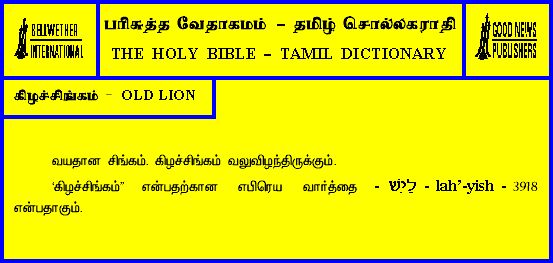 BELLWETHER
INTERNATIONAL
பரிசுத்த வேதாகமம் – தமிழ் சொல்லகராதி
THE HOLY BIBLE – TAMIL DICTIONARY
GOOD NEWS
PUBLISHERS
கிழச்சிங்கம் – OLD LION
வயதான சிங்கம். கிழச்சிங்கம் வலுவிழந்திருக்கும்.
‘கிழச்சிங்கம்” என்பதற்கான எபிரெய வார்த்தை - לַיִשׁ - lah’-yish - 3918
என்பதாகும்.